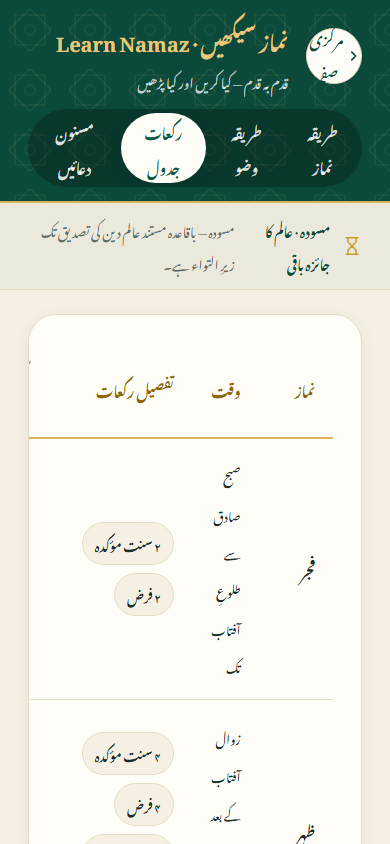 مرکزی
صفحہ
نماز سیکھیں · Learn Namaz
قدم بہ قدم — کیا کریں اور کیا پڑھیں
طریقہ نماز
طریقہ وضو
رکعات جدول
مسنون دعائیں
مسودہ · عالم کا جائزہ باقی
مسودہ — باقاعدہ مستند عالمِ دین کی تصدیق تک
زیرِ التواء ہے۔
نماز
وقت
تفصیل رکعات
فجر
صبح
صادق
سے
طلوعِ
آفتاب
تک
۲ سنت مؤکدہ
۲ فرض
ظہر
زوال
آفتاب
کے بعد
۴ سنت مؤکدہ
۴ فرض